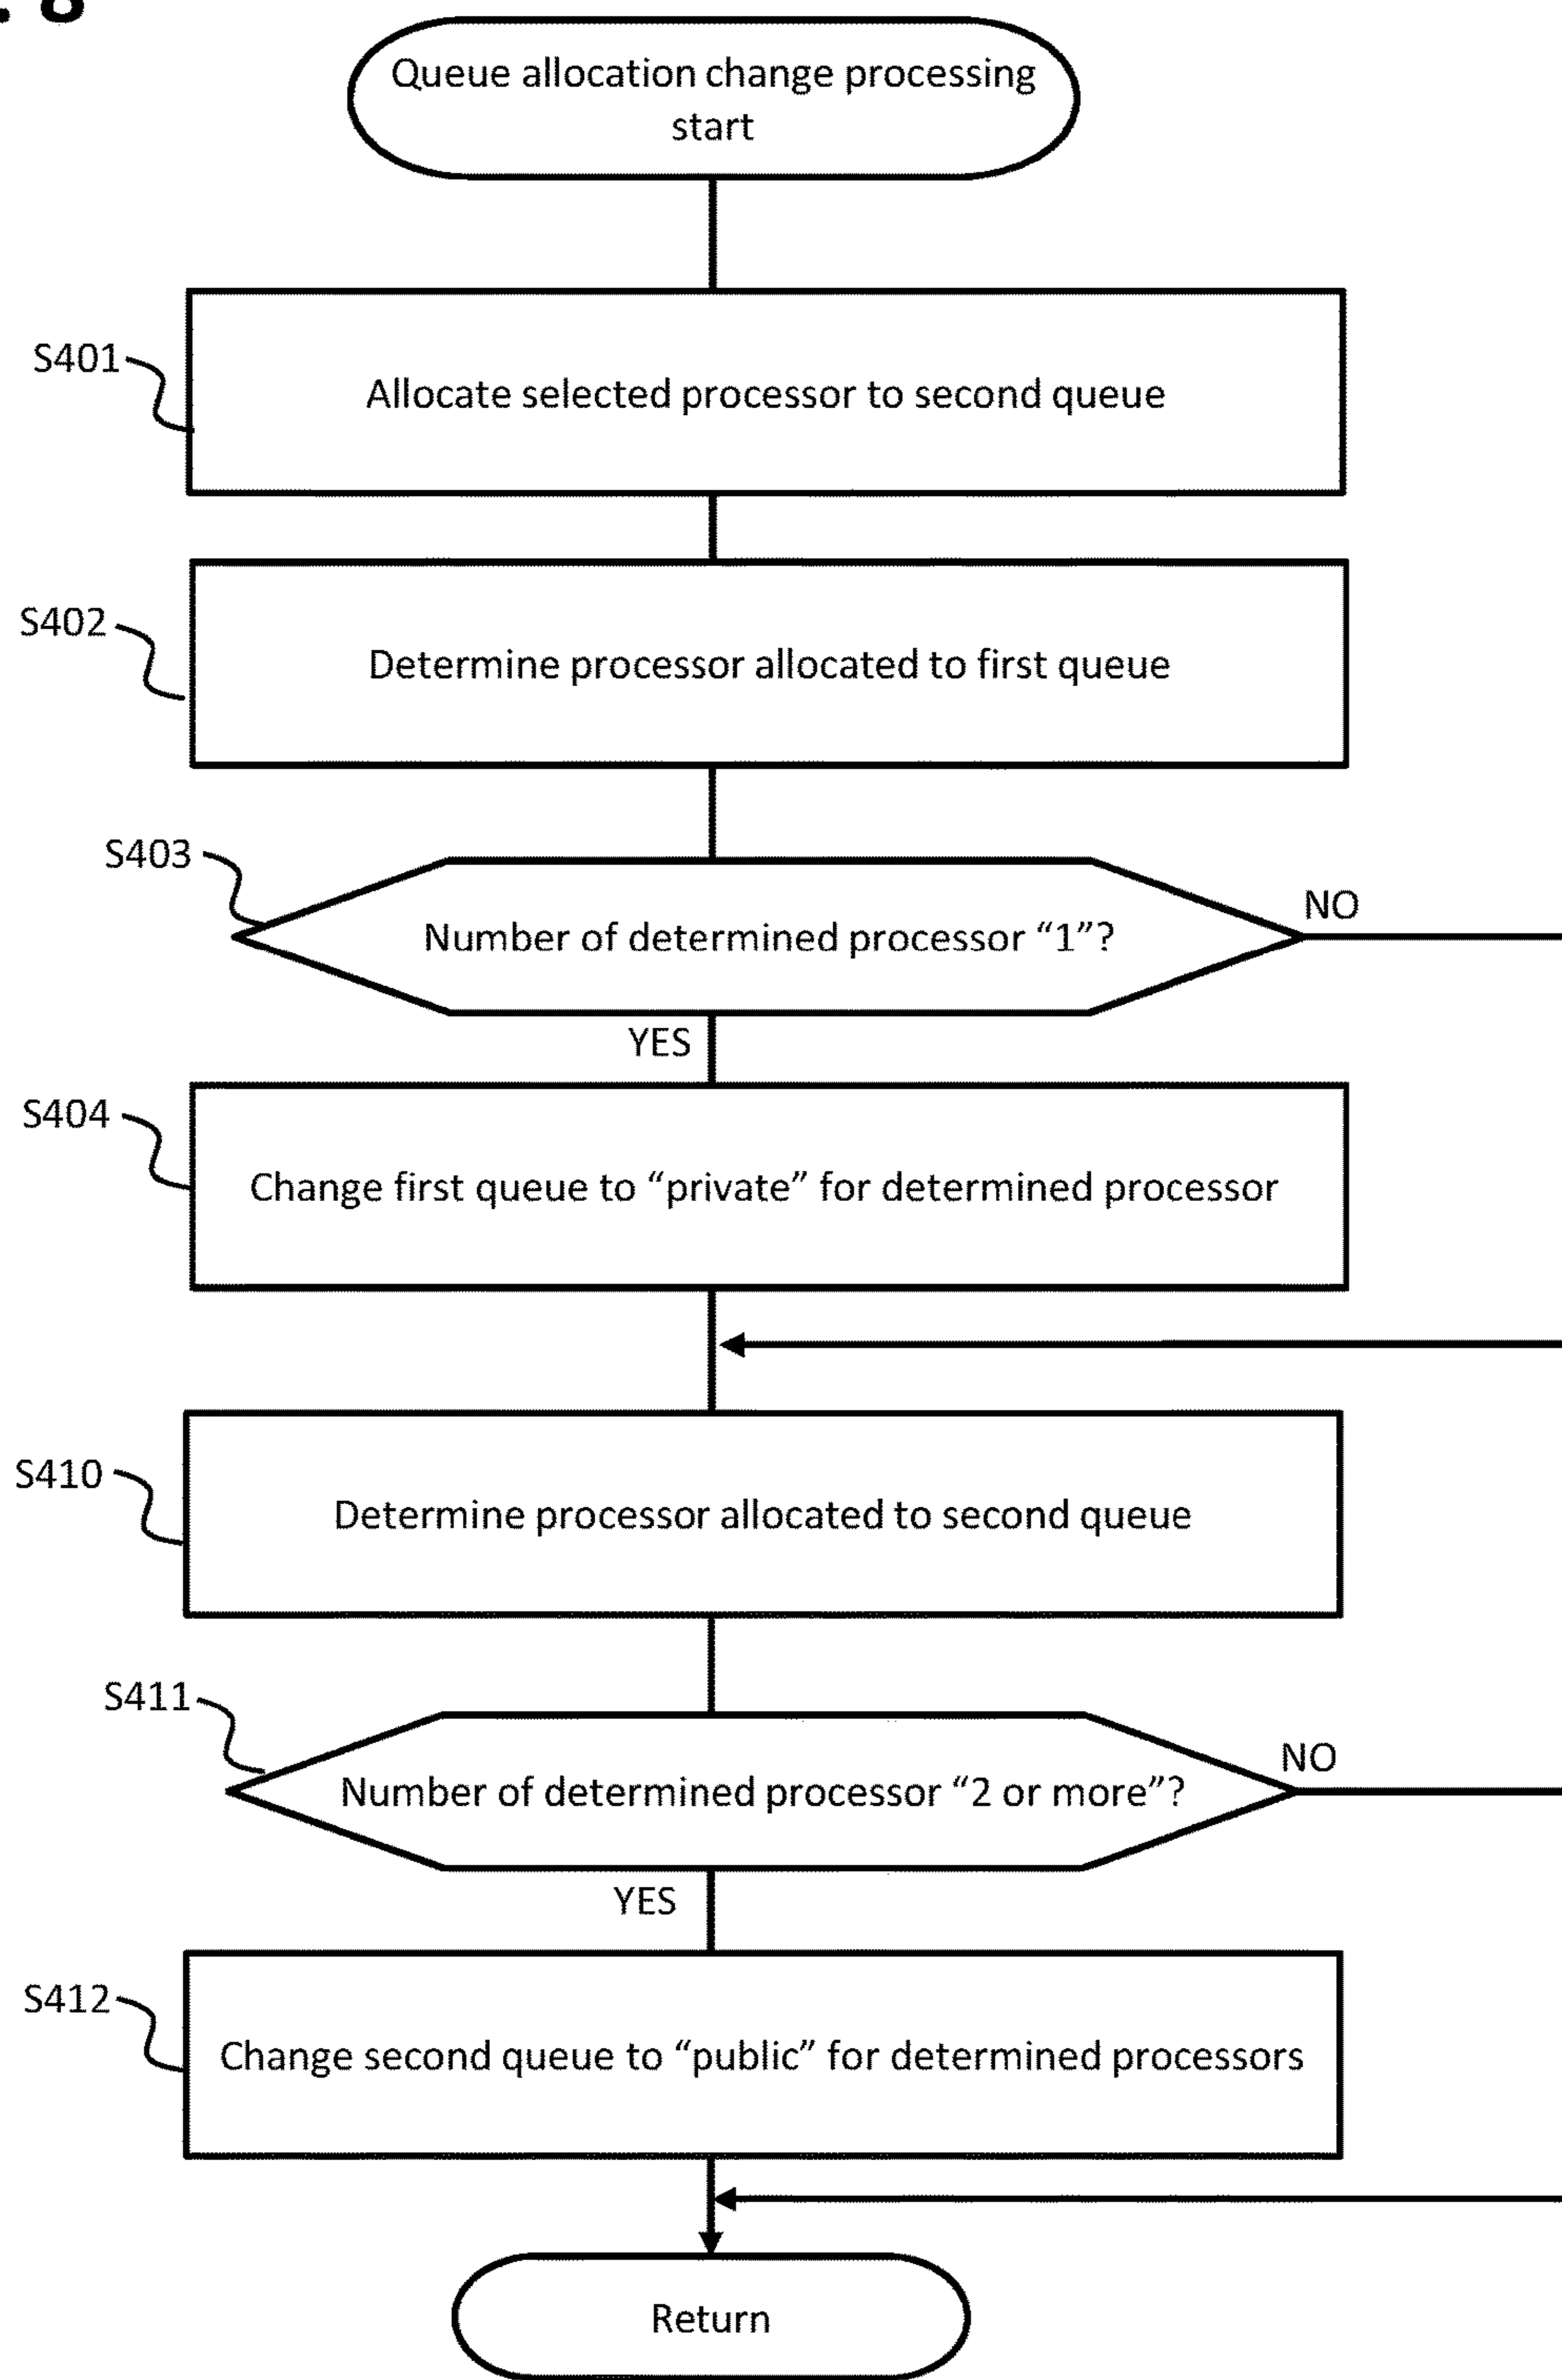 . 8
Queue allocation change processing
start
S401
Allocate selected processor to second queue
S402
Determine processor allocated to first queue
S403
Number of determined processor “1”?
NO
YES
S404
Change first queue to “private” for determined processor
S410
Determine processor allocated to second queue
S411
Number of determined processor “2 or more”?
NO
YES
S412
Change second queue to “public” for determined processors
Return